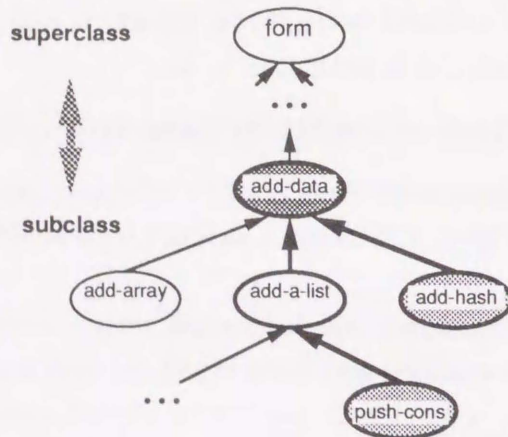 superclass
form
...
add-data
subclass
add-array
add-a-list
add-hash
...
push-cons